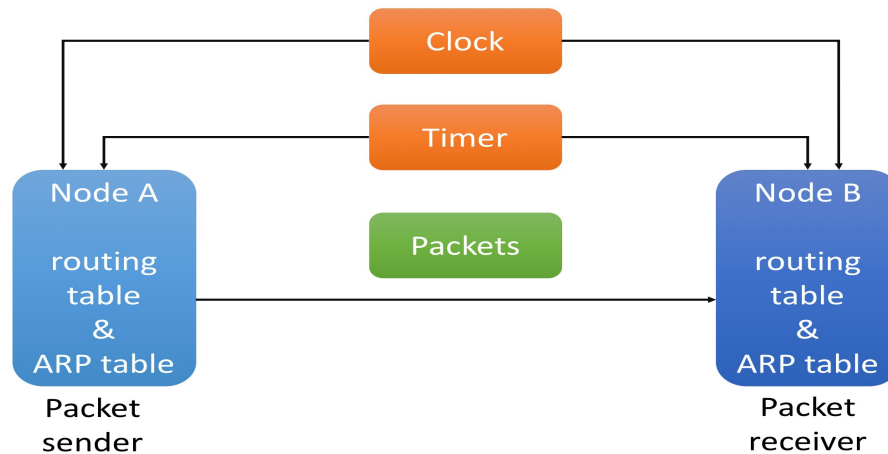 Clock
Timer
Packets
Node A
routing
table
&
ARP table
Packet
sender
Node B
routing
table
&
ARP table
Packet
receiver